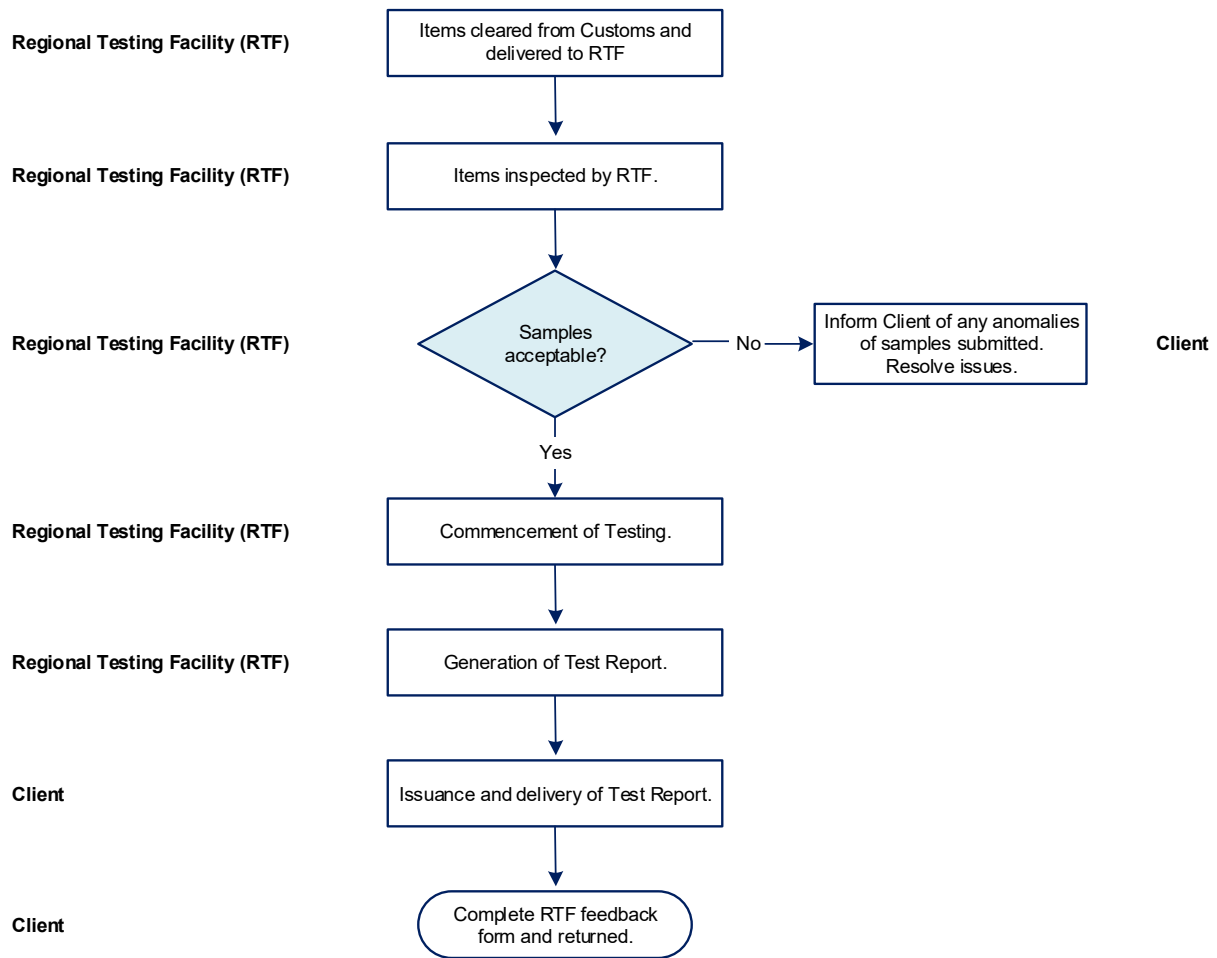 Regional Testing Facility (RTF)
Items cleared from Customs and
delivered to RTF
Regional Testing Facility (RTF)
Items inspected by RTF.
Regional Testing Facility (RTF)
Samples
acceptable?
No
Inform Client of any anomalies
of samples submitted.
Resolve issues.
Client
Yes
Regional Testing Facility (RTF)
Commencement of Testing.
Regional Testing Facility (RTF)
Generation of Test Report.
Client
Issuance and delivery of Test Report.
Client
Complete RTF feedback
form and returned.